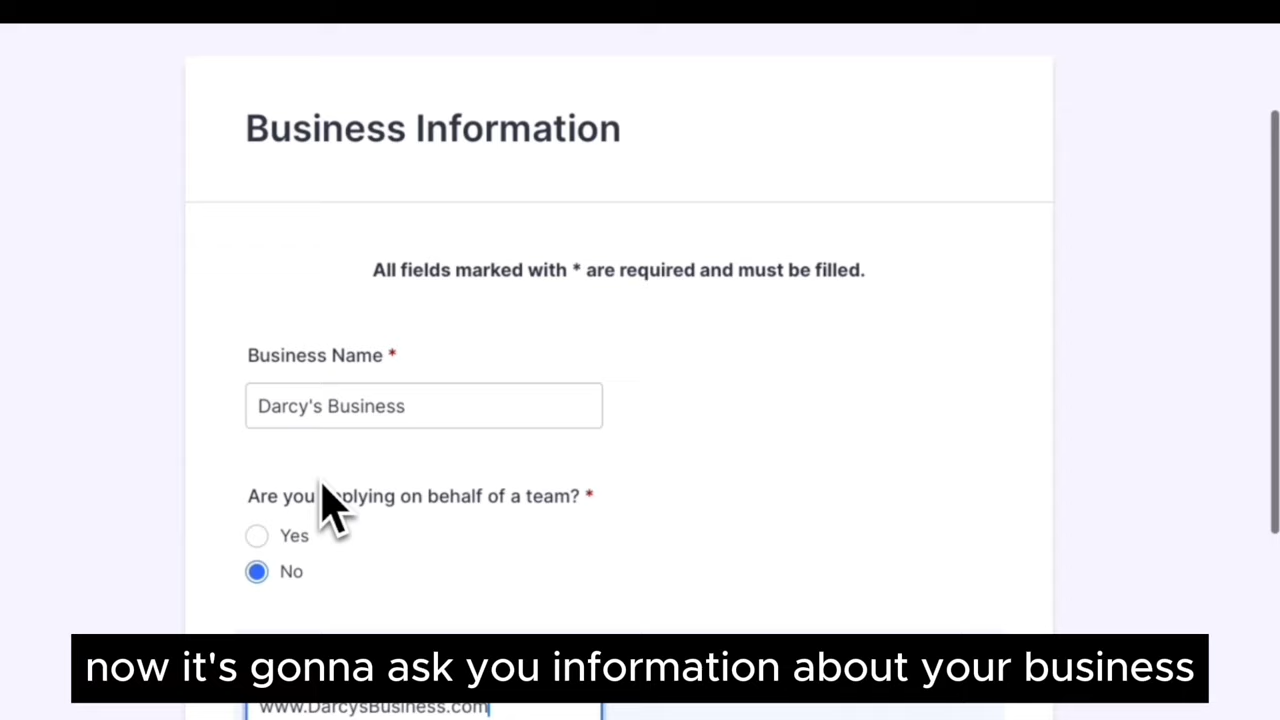 Business Information
All fields marked with * are required and must be filled.
Business Name *
Darcy's Business
Are you applying on behalf of a team? *
Yes
No
www.DarcysBusiness.com
now it's gonna ask you information about your business